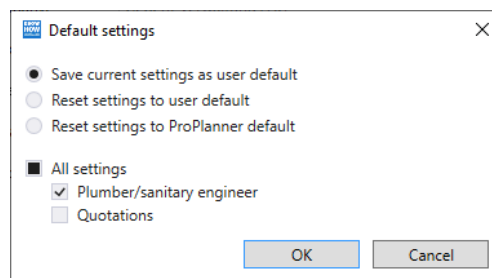 Default settings
Save current settings as user default
Reset settings to user default
Reset settings to ProPlanner default
All settings
Plumber/sanitary engineer
Quotations
OK
Cancel